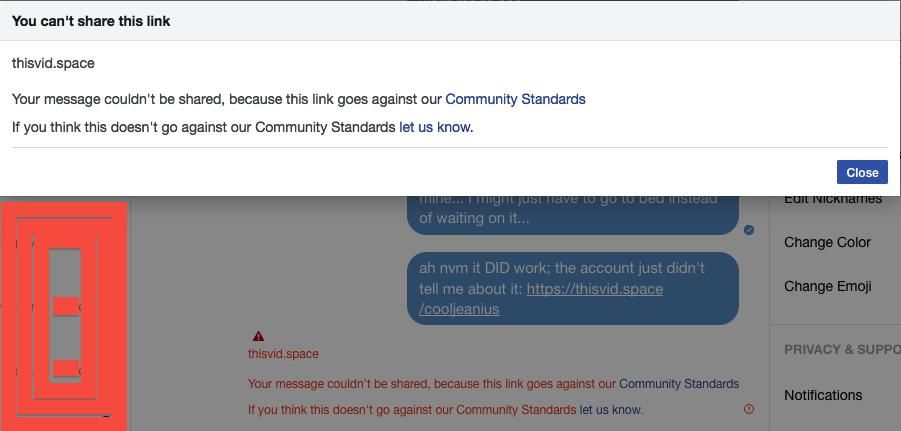 You can't share this link
thisvid.space
Your message couldn't be shared, because this link goes against our Community Standards
If you think this doesn't go against our Community Standards let us know.
Close
mine... I might just have to go to bed instead
of waiting on it...
Edit Nicknames
Change Color
ah nvm it DID work; the account just didn't
tell me about it: https://thisvid.space
/cooljeanius
Change Emoji
thisvid.space
PRIVACY & SUPPO
Your message couldn't be shared, because this link goes against our Community Standards
If you think this doesn't go against our Community Standards let us know.
Notifications